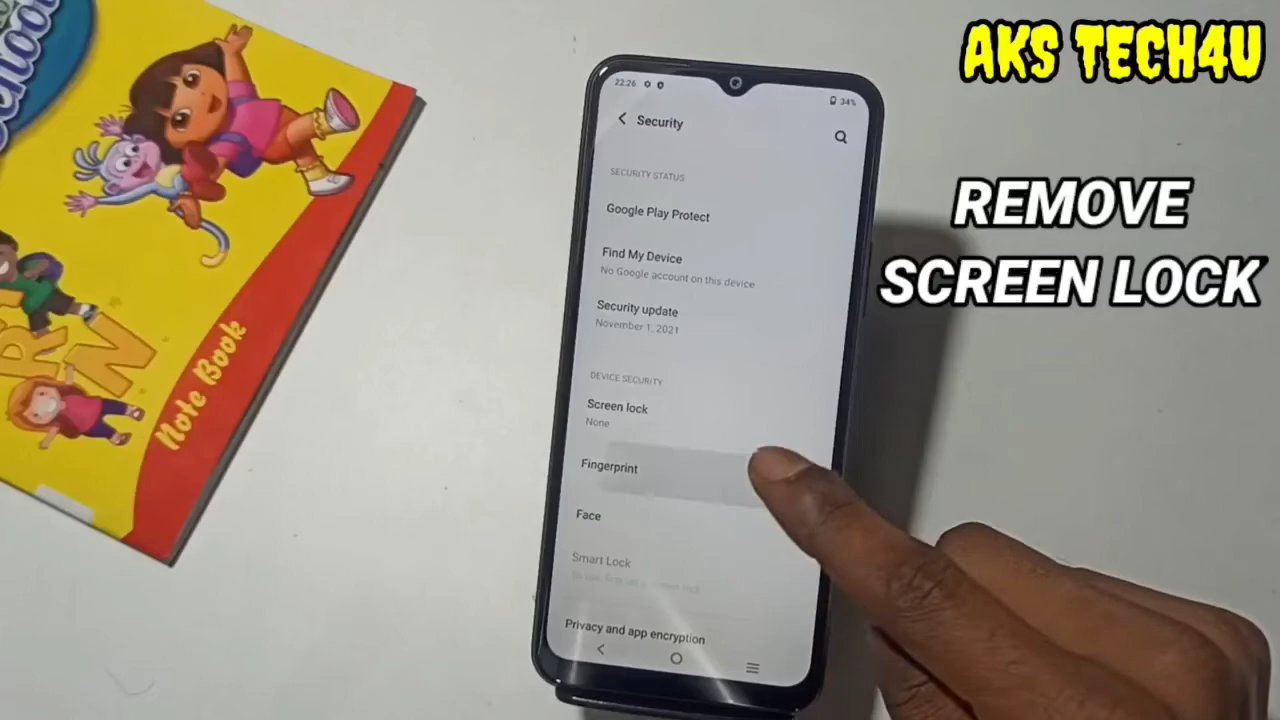 AKS TECH4U
REMOVE
SCREEN LOCK
22:26
34%
Security
SECURITY STATUS
Google Play Protect
Find My Device
No Google account on this device
Security update
November 1, 2021
DEVICE SECURITY
Screen lock
None
Fingerprint
Face
Smart Lock
Privacy and app encryption
Note Book